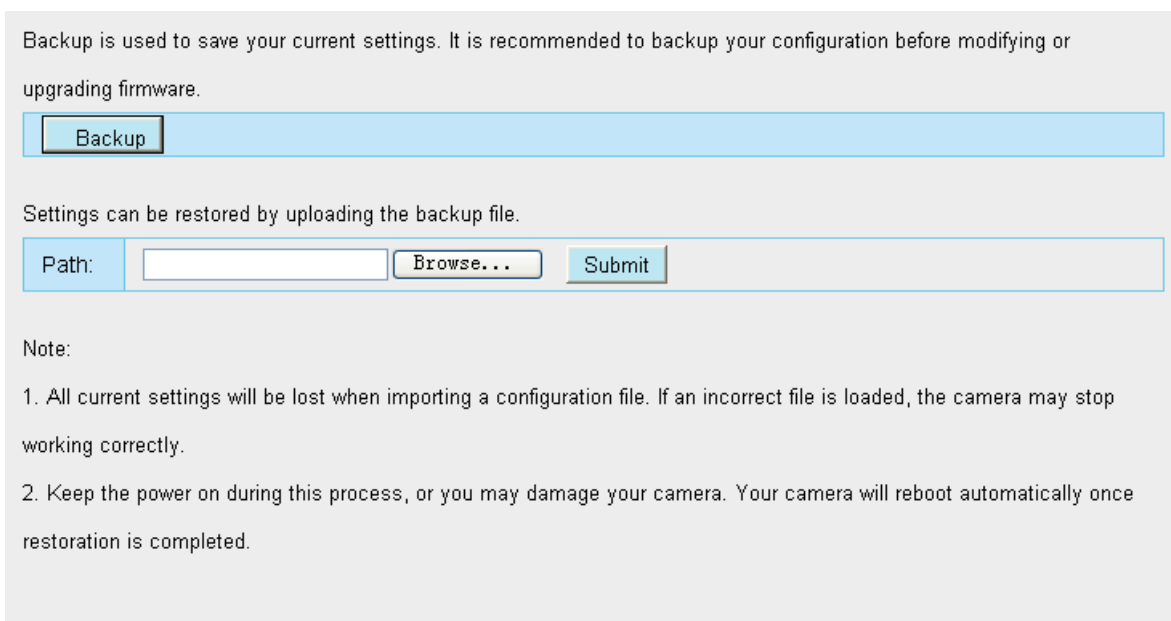 Backup is used to save your current settings. It is recommended to backup your configuration before modifying or
upgrading firmware.
Backup
Settings can be restored by uploading the backup file.
Path: Browse... Submit
Note:
1. All current settings will be lost when importing a configuration file. If an incorrect file is loaded, the camera may stop
working correctly.
2. Keep the power on during this process, or you may damage your camera. Your camera will reboot automatically once
restoration is completed.